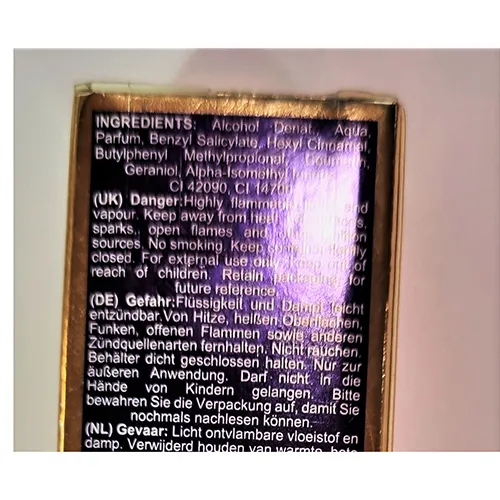 INGREDIENTS: Alcohol Denat., Aqua,
Parfum, Benzyl Salicylate, Hexyl Cinnamal,
Butylphenyl Methylpropional, Coumarin,
Geraniol, Alpha-Isomethyl
CI 42090, CI 14700
(UK) Danger:Highly flammable and
vapour. Keep away from heat,
sparks, open flames and
sources. No smoking. Keep tightly
closed. For external use only. Keep out of
reach of children. Retain packaging for
future reference.
(DE) Gefahr:Flüssigkeit und Dampf leicht
entzündbar.Von Hitze, heißen Oberflächen,
Funken, offenen Flammen sowie anderen
Zündquellenarten fernhalten. Nicht rauchen.
Behälter dicht geschlossen halten. Nur zur
äußeren Anwendung. Darf nicht in die
Hände von Kindern gelangen. Bitte
bewahren Sie die Verpackung auf, damit Sie
nochmals nachlesen können.
(NL) Gevaar: Licht ontvlambare vloeistof en
damp. Verwijderd houden van warmte, hete